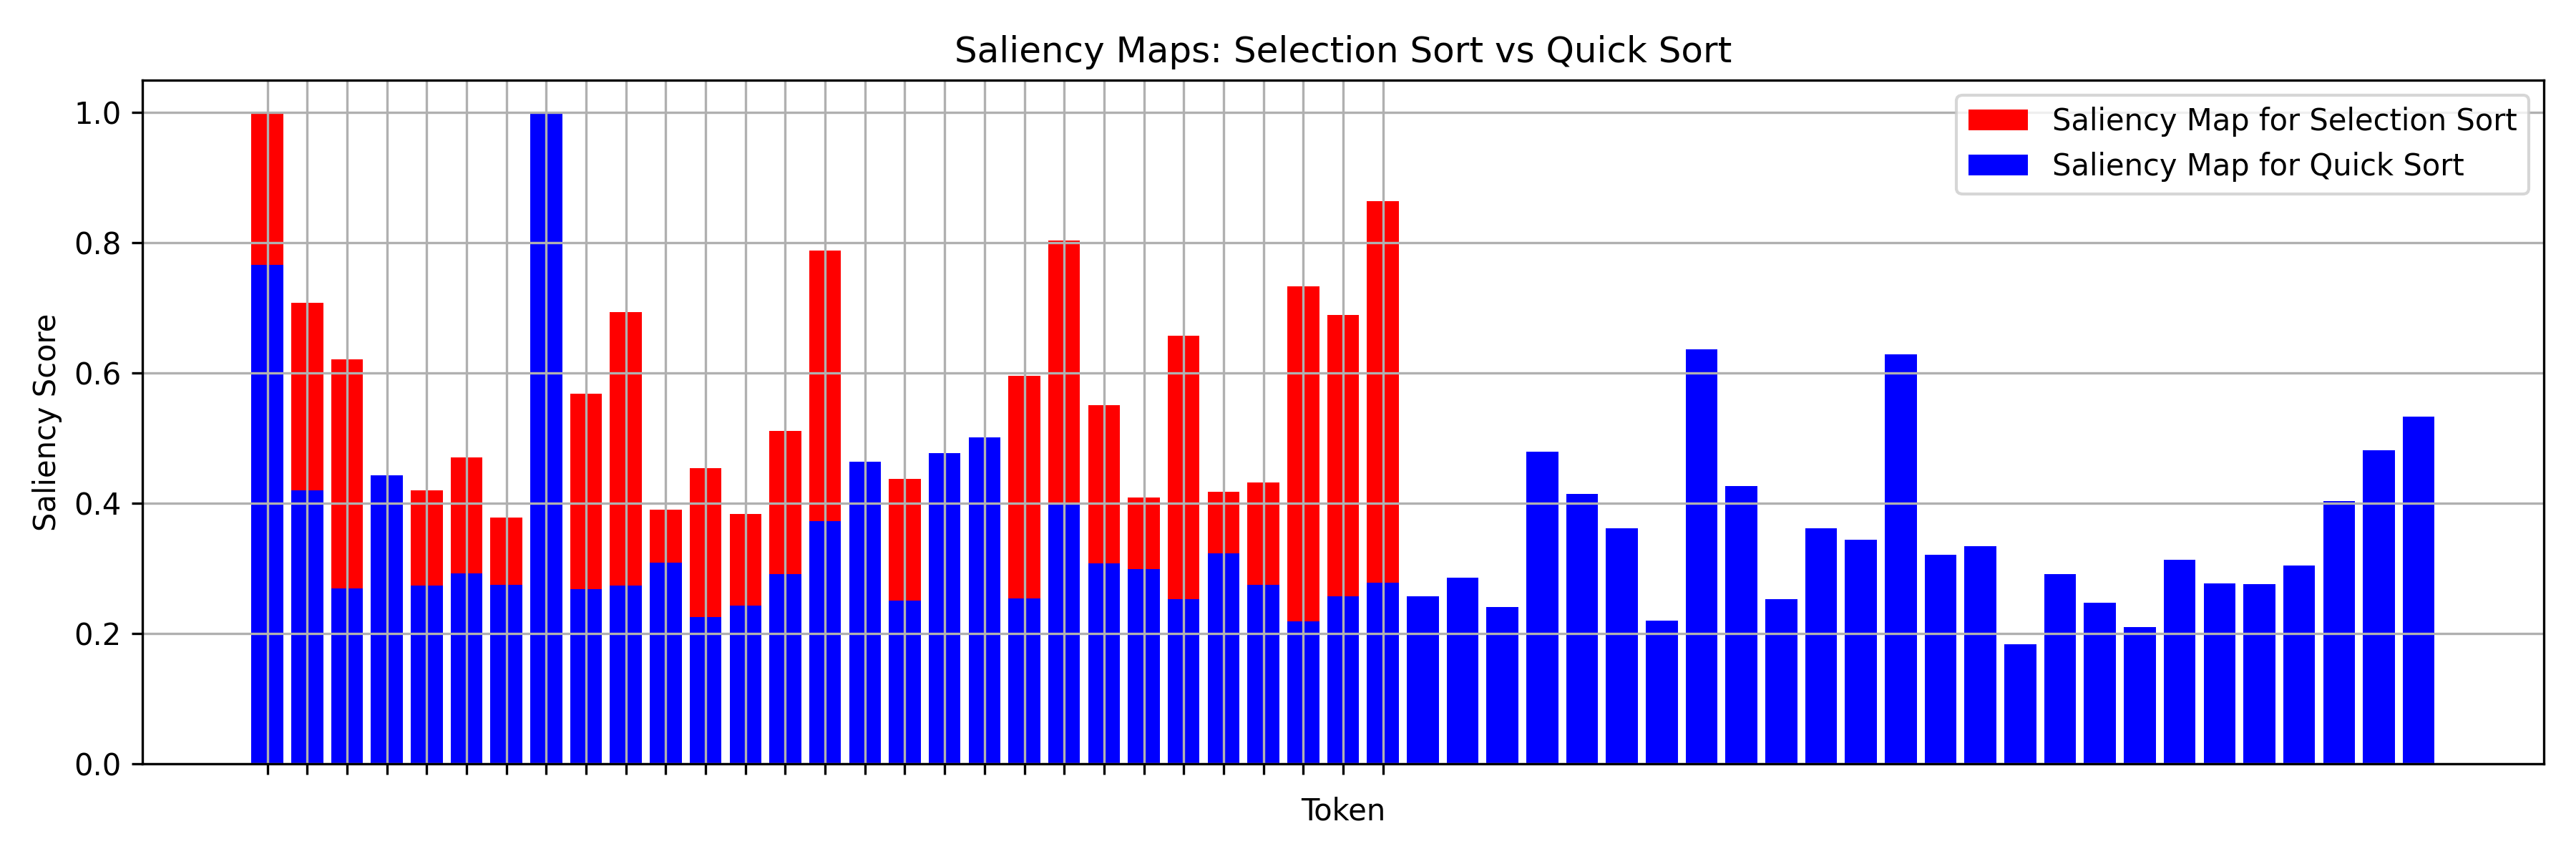 Saliency Maps: Selection Sort vs Quick Sort
Saliency Map for Selection Sort
Saliency Map for Quick Sort
1.0
0.8
0.6
0.4
0.2
0.0
Saliency Score
Token